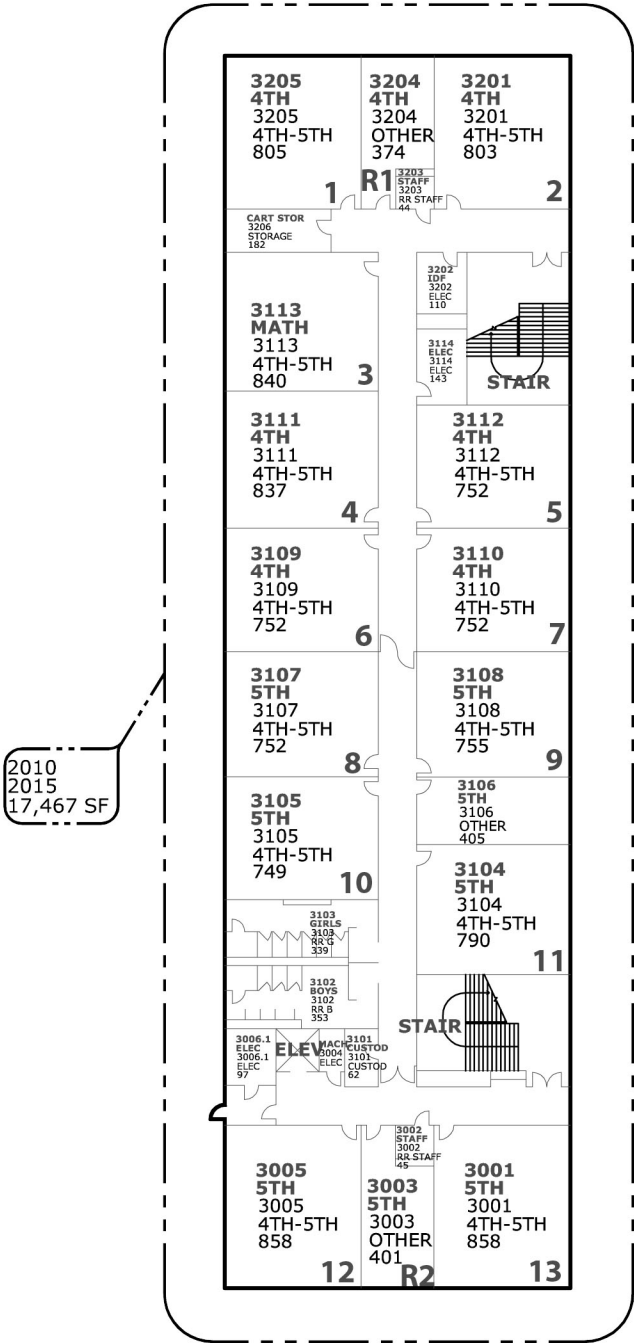 3205
4TH
3205
4TH-5TH
805
1
3204
4TH
3204
OTHER
374
R1
3203
STAFF
3203
RR STAFF
44
3201
4TH
3201
4TH-5TH
803
2
CART STOR
3206
STORAGE
182
3202
IDF
3202
ELEC
110
3113
MATH
3113
4TH-5TH
840
3
3114
ELEC
3114
ELEC
143
STAIR
3111
4TH
3111
4TH-5TH
837
4
3112
4TH
3112
4TH-5TH
752
5
3109
4TH
3109
4TH-5TH
752
6
3110
4TH
3110
4TH-5TH
752
7
3107
5TH
3107
4TH-5TH
752
8
3108
5TH
3108
4TH-5TH
755
9
2010
2015
17,467 SF
3105
5TH
3105
4TH-5TH
749
10
3106
5TH
3106
OTHER
405
3104
5TH
3104
4TH-5TH
790
11
3103
GIRLS
3103
RR G
339
3102
BOYS
3102
RR B
353
STAIR
3006.1
ELEC
3006.1
ELEC
97
ELEV
MACH
3004
ELEC
3101
CUSTOD
3101
CUSTOD
62
3005
5TH
3005
4TH-5TH
858
12
3002
STAFF
3002
RR STAFF
45
3003
5TH
3003
OTHER
401
R2
3001
5TH
3001
4TH-5TH
858
13